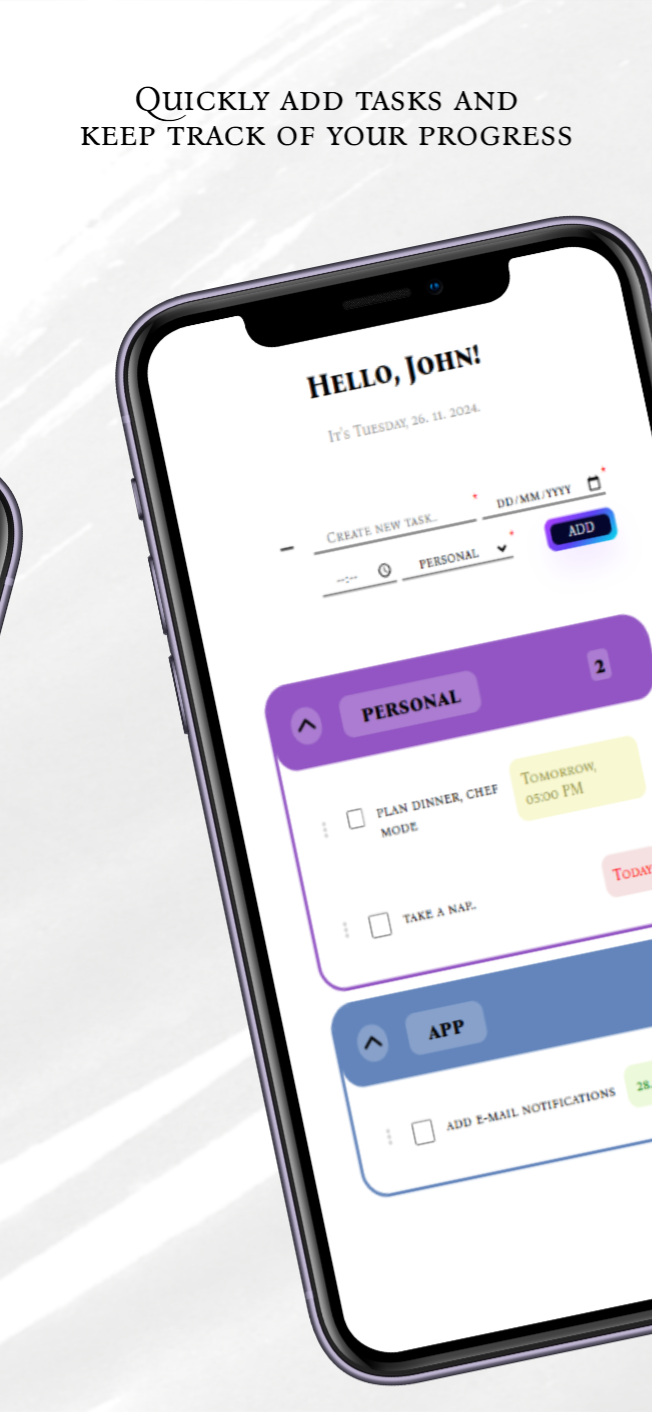 Quickly add tasks and
keep track of your progress
Hello, John!
It's Tuesday, 26. 11. 2024.
Create new task..
*
DD/MM/YYYY
*
--:--
PERSONAL
*
ADD
PERSONAL
2
PLAN DINNER, CHEF
MODE
Tomorrow,
05:00 PM
TAKE A NAP..
Today
APP
ADD E-MAIL NOTIFICATIONS
28.